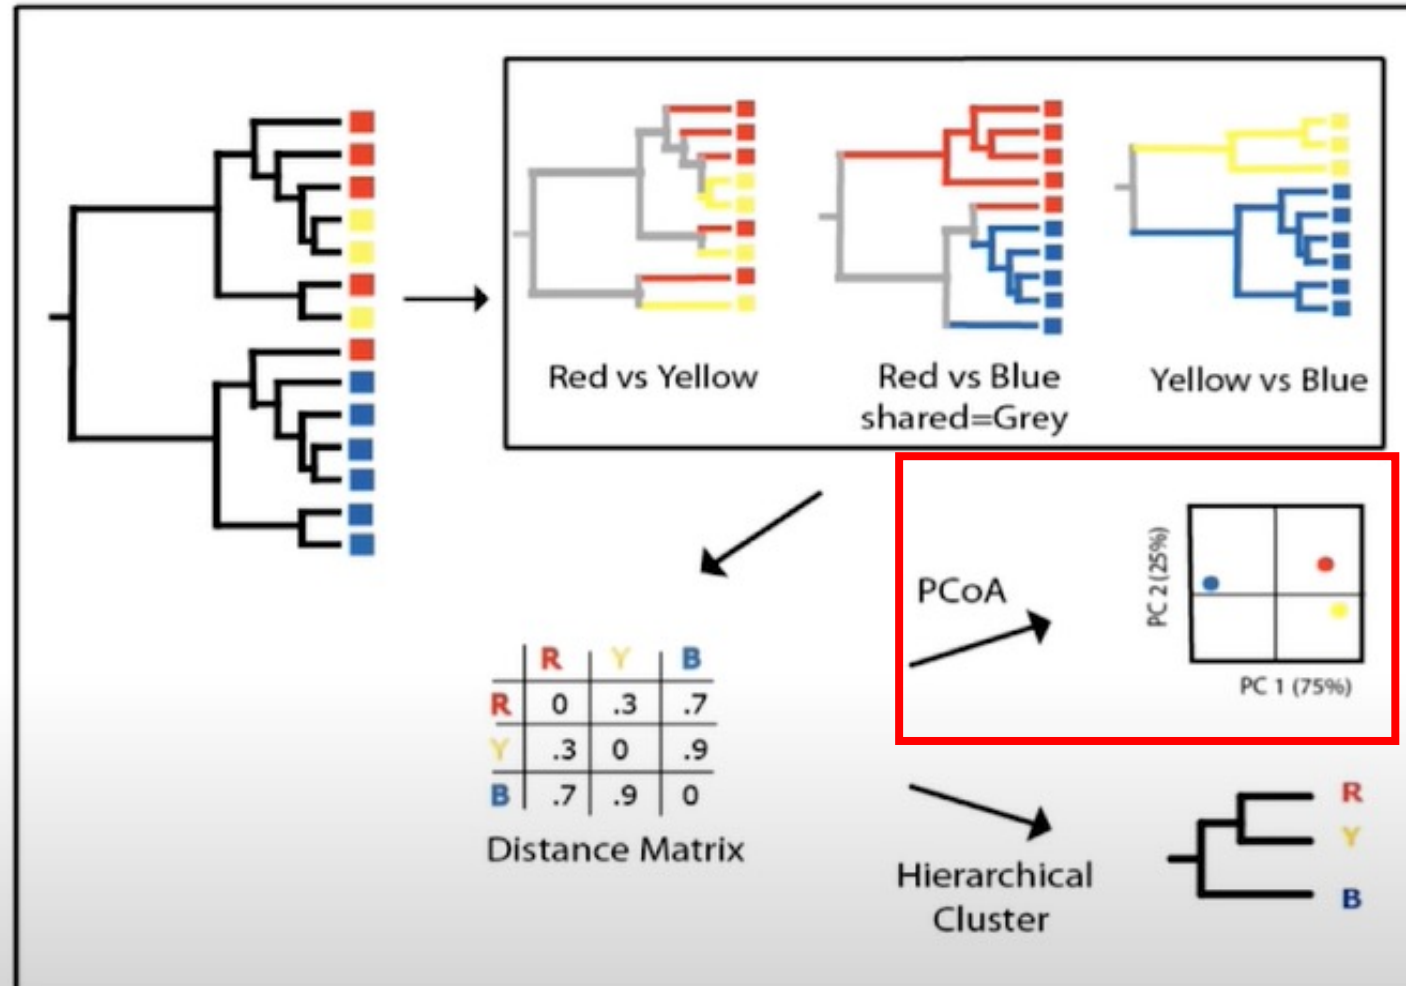 Red vs Yellow
Red vs Blue
shared=Grey
Yellow vs Blue
R Y B
R 0 .3 .7
Y .3 0 .9
B .7 .9 0
Distance Matrix
PCoA
PC 2 (25%)
PC 1 (75%)
Hierarchical
Cluster
R
Y
B